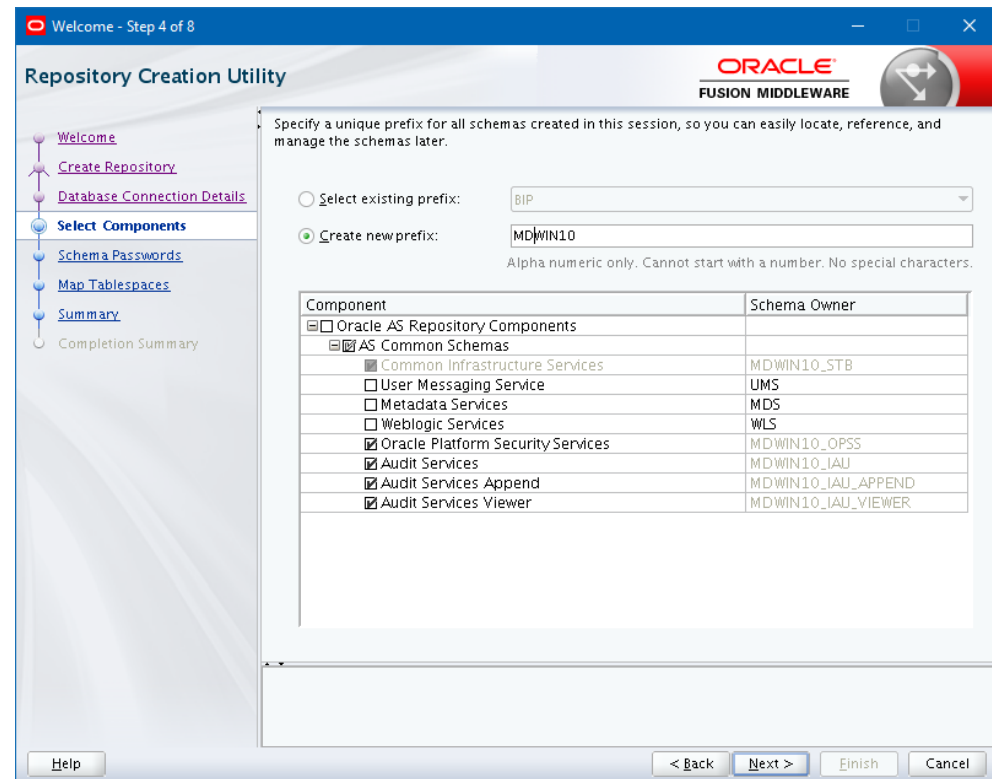 Welcome - Step 4 of 8
Repository Creation Utility
ORACLE
FUSION MIDDLEWARE
Welcome
Create Repository
Database Connection Details
Select Components
Schema Passwords
Map Tablespaces
Summary
Completion Summary
Specify a unique prefix for all schemas created in this session, so you can easily locate, reference, and
manage the schemas later.
Select existing prefix: BIP
Create new prefix: MDWIN10
Alpha numeric only. Cannot start with a number. No special characters.
Component Schema Owner
Oracle AS Repository Components
AS Common Schemas
Common Infrastructure Services MDWIN10_STB
User Messaging Service UMS
Metadata Services MDS
Weblogic Services WLS
Oracle Platform Security Services MDWIN10_OPSS
Audit Services MDWIN10_IAU
Audit Services Append MDWIN10_IAU_APPEND
Audit Services Viewer MDWIN10_IAU_VIEWER
Help < Back Next > Finish Cancel